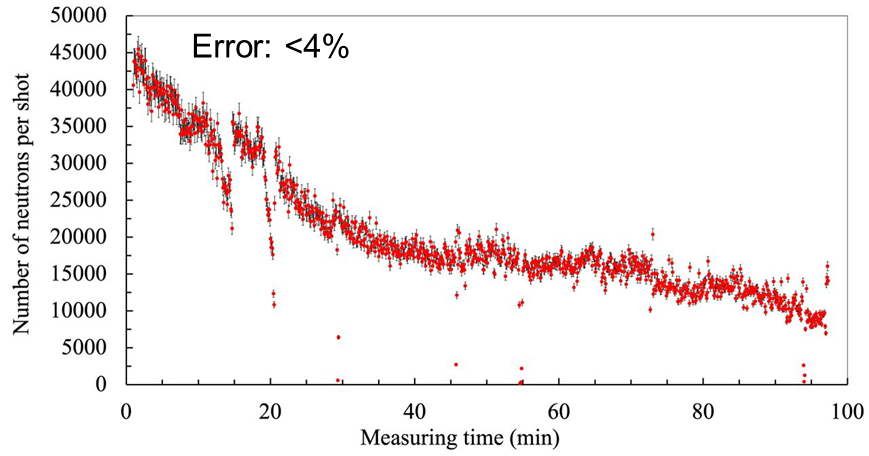 Error: <4%
Number of neutrons per shot
50000
45000
40000
35000
30000
25000
20000
15000
10000
5000
0
0 20 40 60 80 100
Measuring time (min)